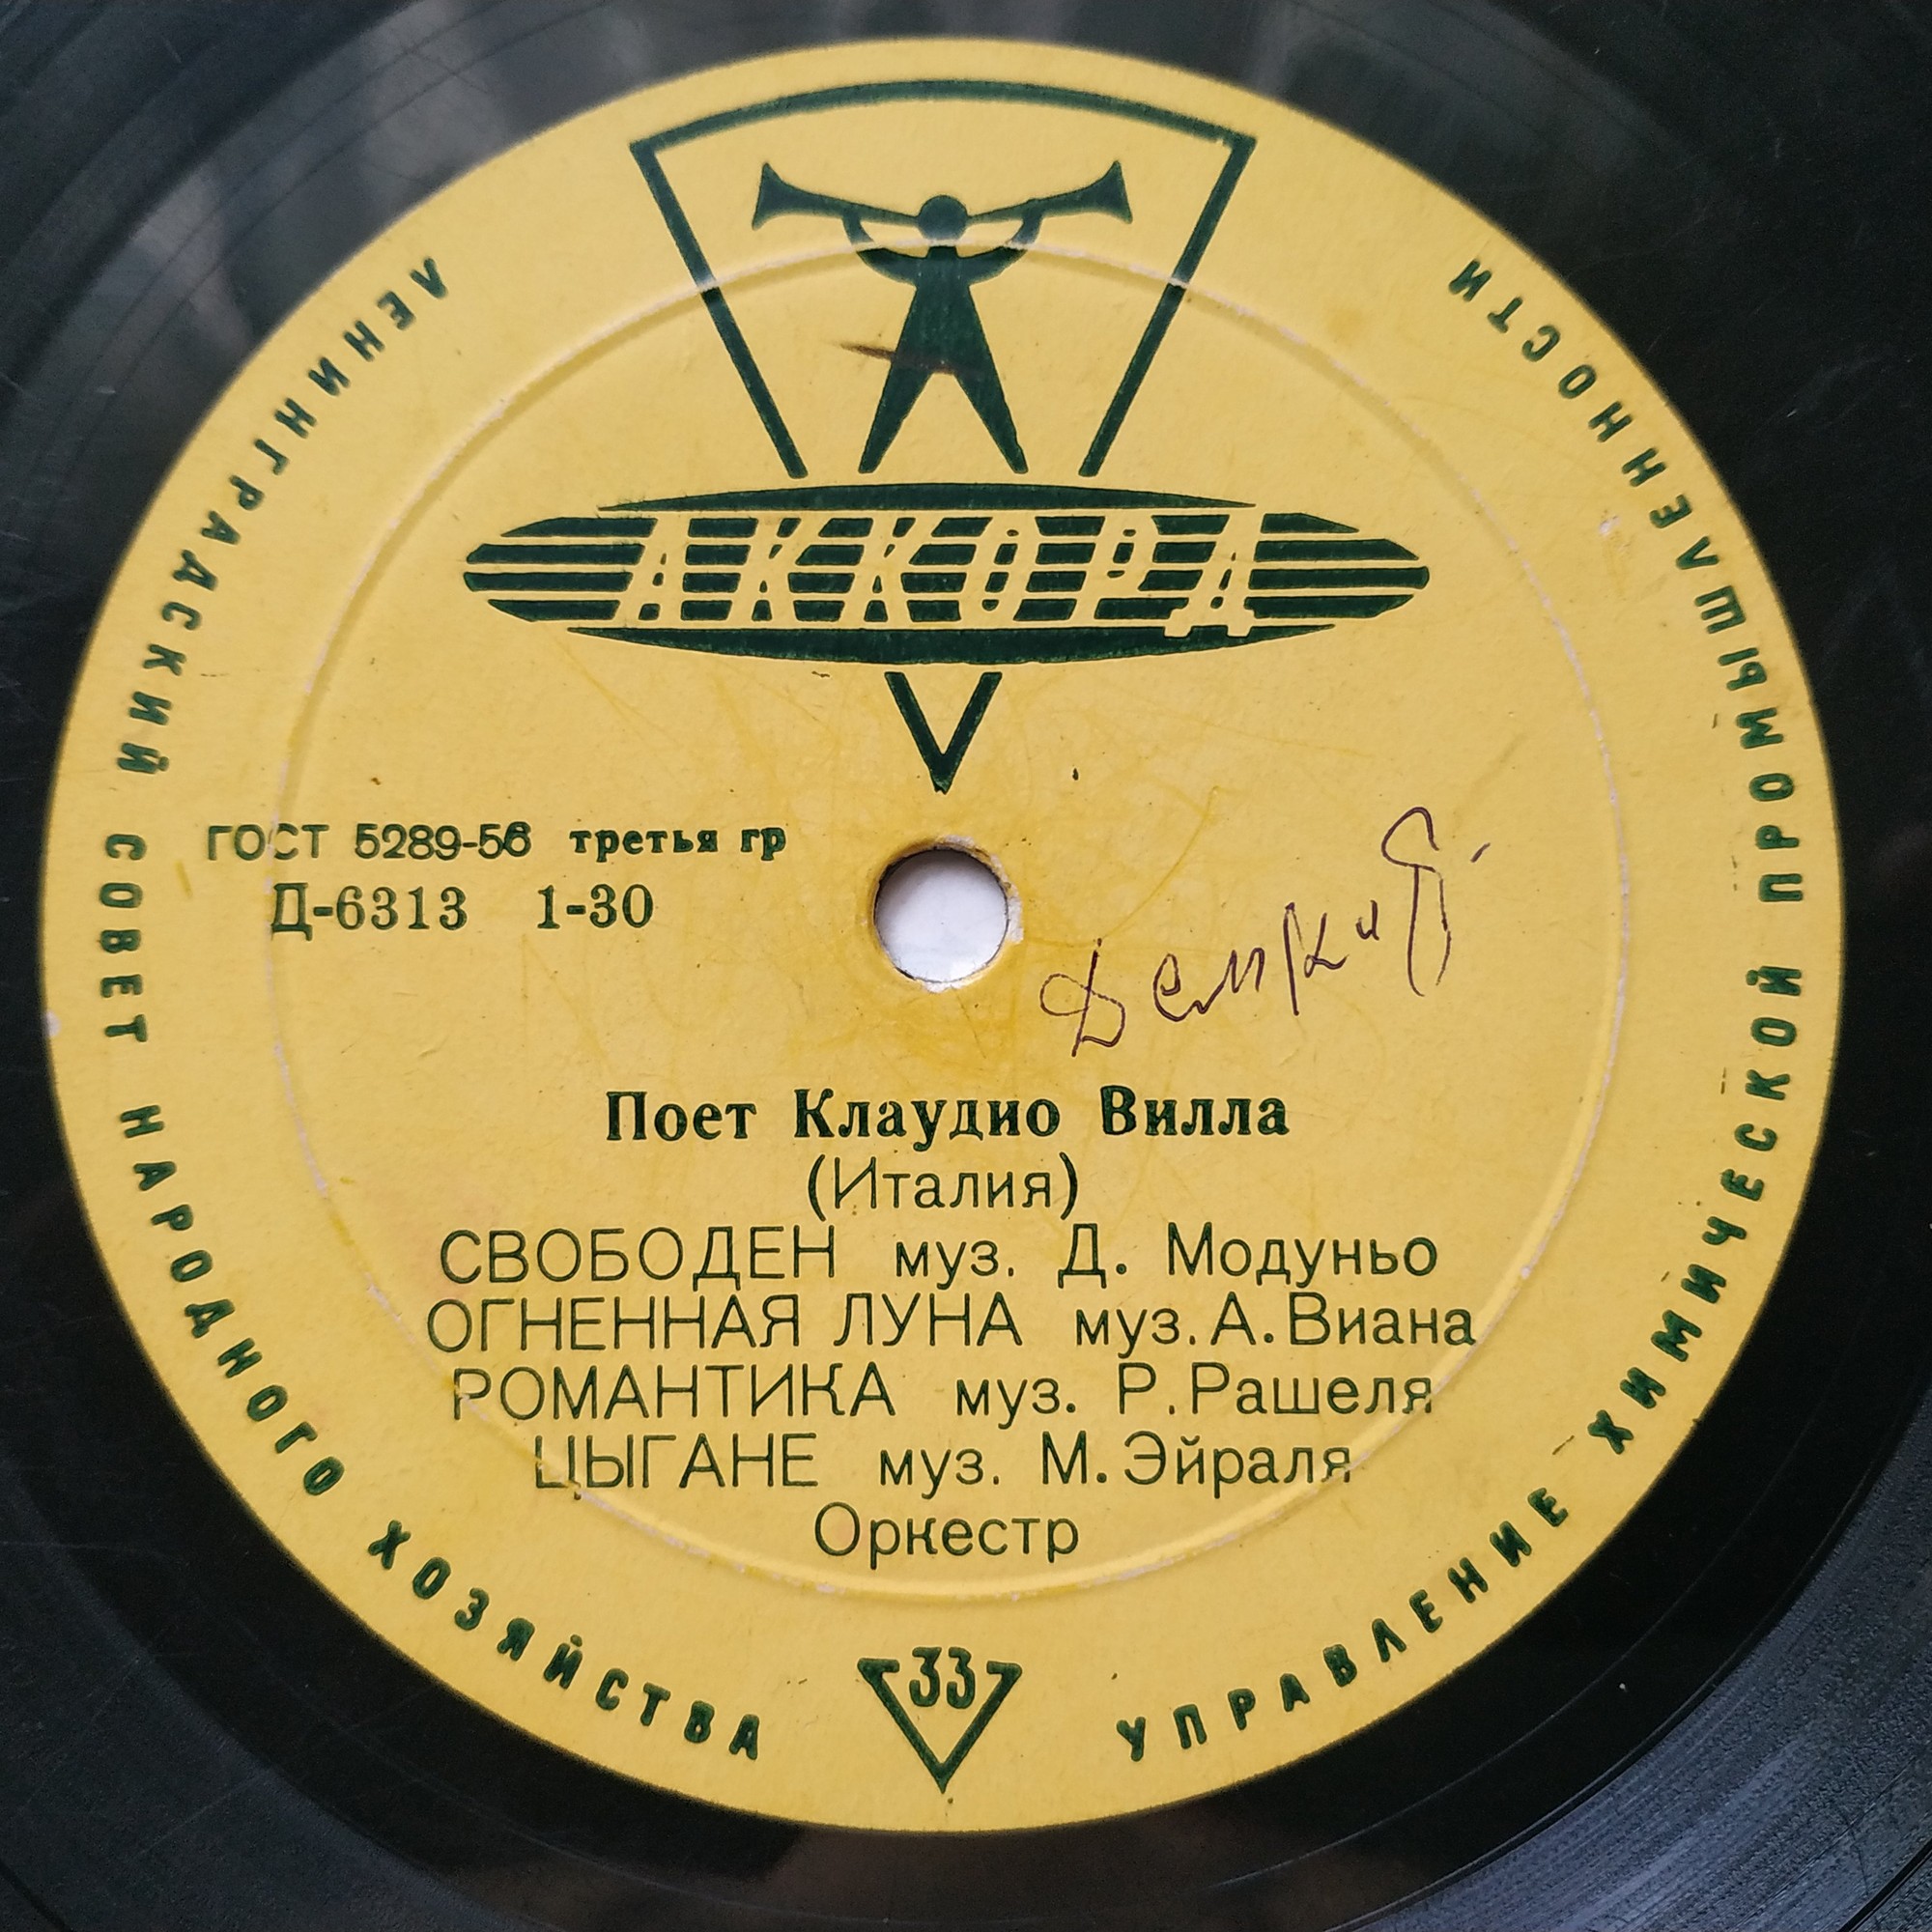 АККОРД
ЛЕНИНГРАДСКИЙ СОВЕТ НАРОДНОГО ХОЗЯЙСТВА
УПРАВЛЕНИЕ ХИМИЧЕСКОЙ ПРОМЫШЛЕННОСТИ
ГОСТ 5289-56 третья гр
Д-6313 1-30
Поет Клаудио Вилла
(Италия)
СВОБОДЕН муз. Д. Модуньо
ОГНЕННАЯ ЛУНА муз. А. Виана
РОМАНТИКА муз. Р. Рашеля
ЦЫГАНЕ муз. М. Эйраля
Оркестр
33